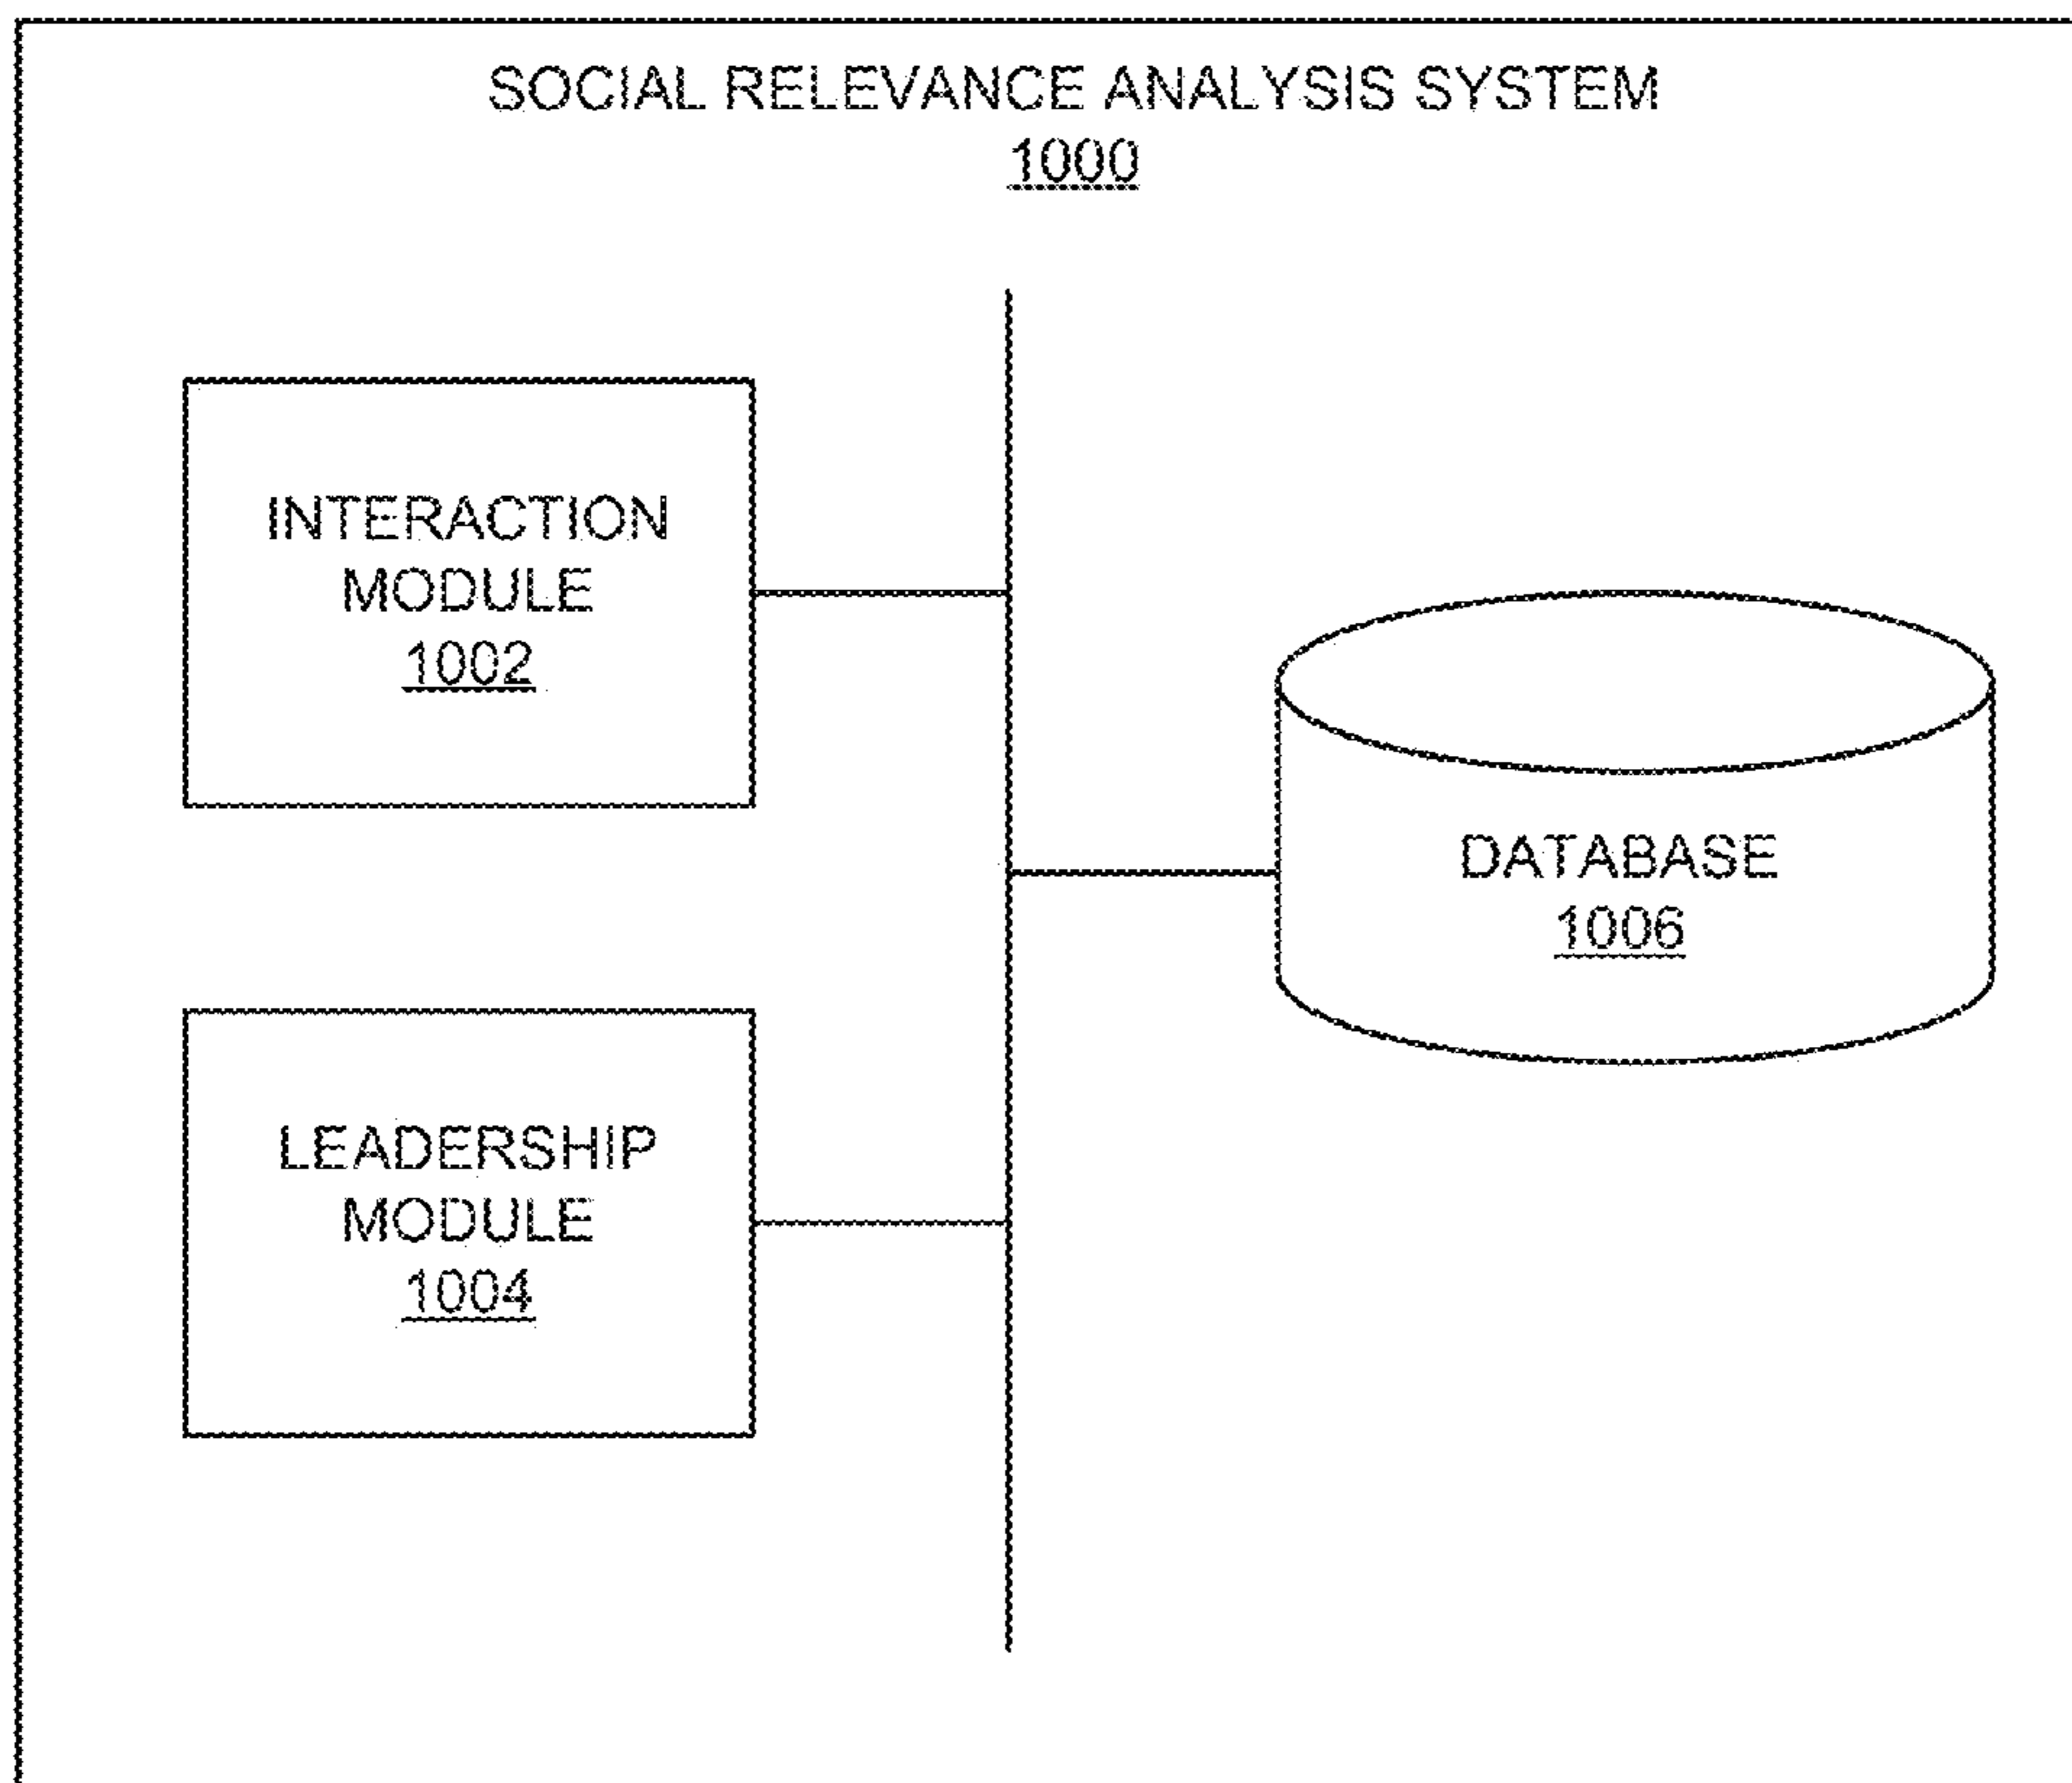 SOCIAL RELEVANCE ANALYSIS SYSTEM
1000
INTERACTION
MODULE
1002
DATABASE
1006
LEADERSHIP
MODULE
1004